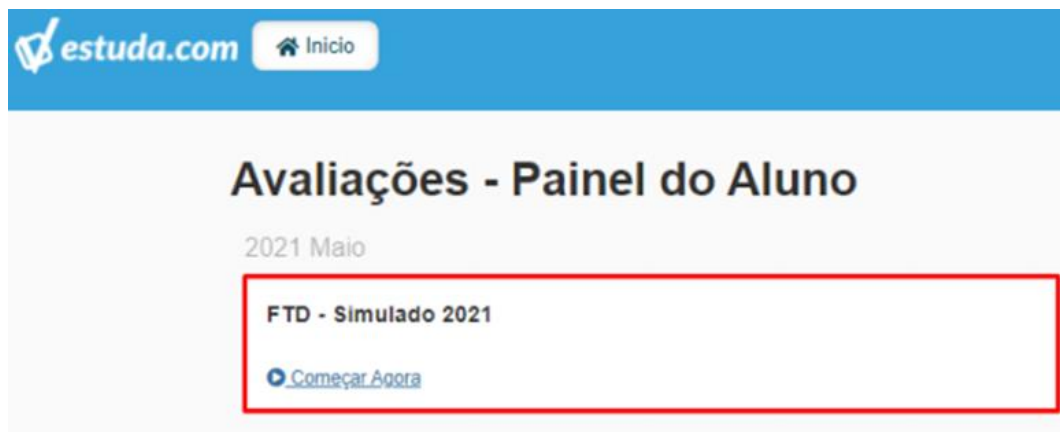 estuda.com Inicio
Avaliações - Painel do Aluno
2021 Maio
FTD - Simulado 2021
Começar Agora